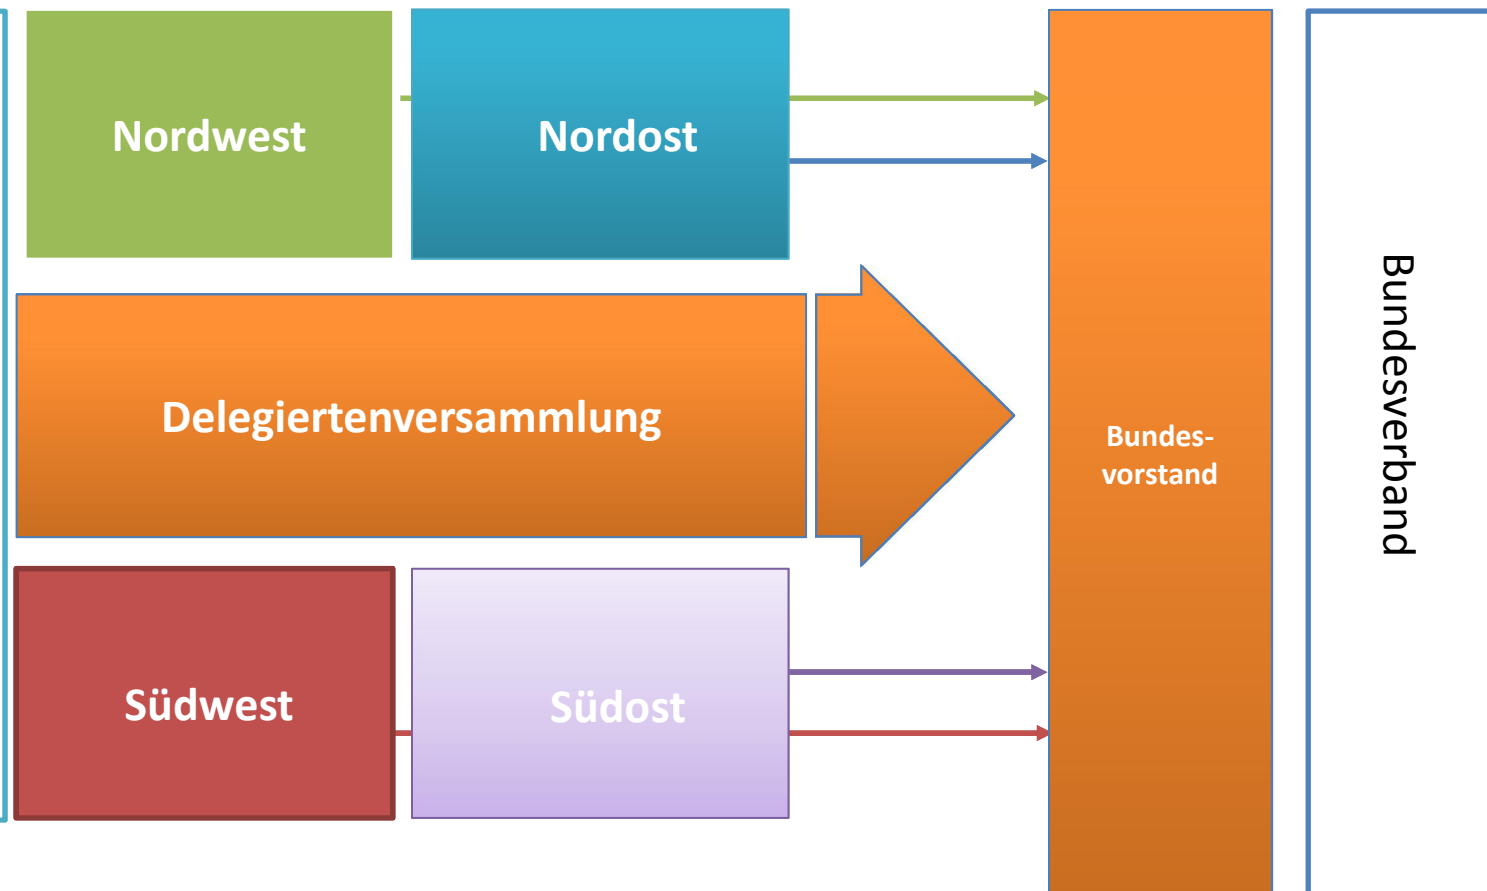 Nordwest
Nordost
Delegiertenversammlung
Bundes-
vorstand
Südwest
Südost
Bundesverband